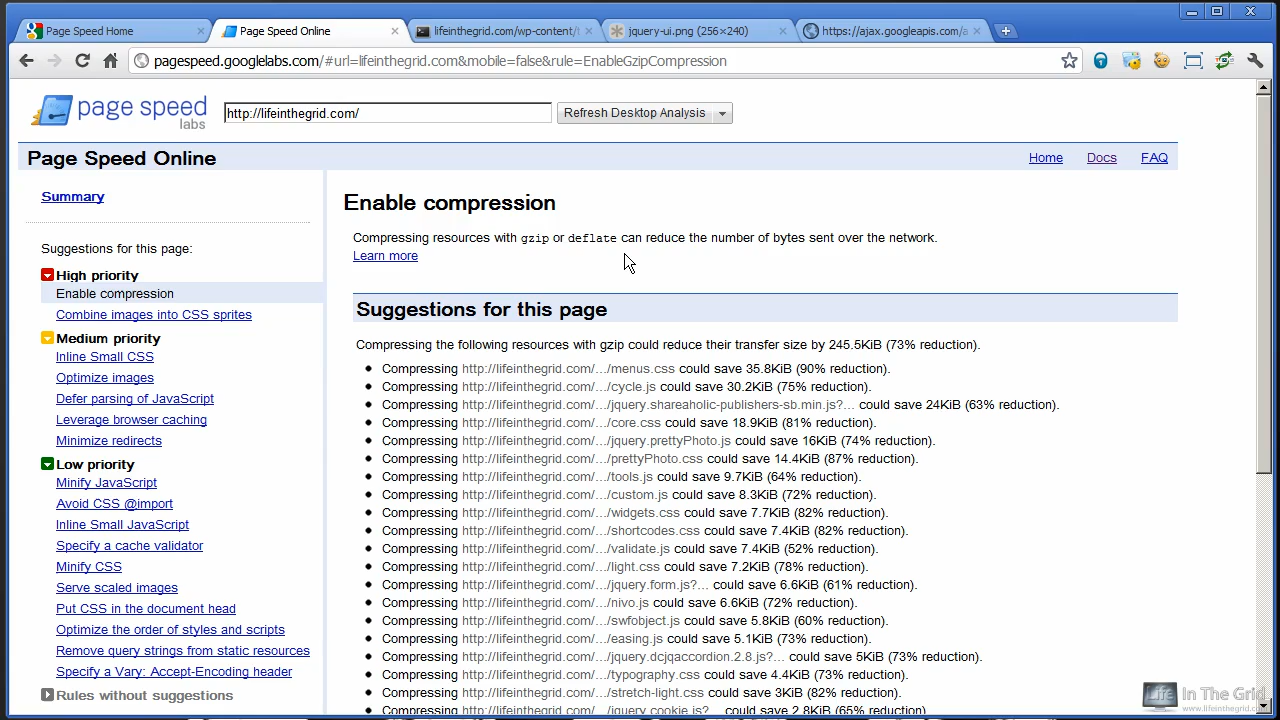 Page Speed Home
Page Speed Online
lifeinthegrid.com/wp-content/
jquery-ui.png (256×240)
https://ajax.googleapis.com/a
pagespeed.googlelabs.com/#url=lifeinthegrid.com&mobile=false&rule=EnableGzipCompression
page speed
labs
http://lifeinthegrid.com/
Refresh Desktop Analysis
Page Speed Online
Home
Docs
FAQ
Summary
Suggestions for this page:
High priority
Enable compression
Combine images into CSS sprites
Medium priority
Inline Small CSS
Optimize images
Defer parsing of JavaScript
Leverage browser caching
Minimize redirects
Low priority
Minify JavaScript
Avoid CSS @import
Inline Small JavaScript
Specify a cache validator
Minify CSS
Serve scaled images
Put CSS in the document head
Optimize the order of styles and scripts
Remove query strings from static resources
Specify a Vary: Accept-Encoding header
Rules without suggestions
Enable compression
Compressing resources with gzip or deflate can reduce the number of bytes sent over the network.
Learn more
Suggestions for this page
Compressing the following resources with gzip could reduce their transfer size by 245.5KiB (73% reduction).
Compressing http://lifeinthegrid.com/…/menus.css could save 35.8KiB (90% reduction).
Compressing http://lifeinthegrid.com/…/cycle.js could save 30.2KiB (75% reduction).
Compressing http://lifeinthegrid.com/…/jquery.shareaholic-publishers-sb.min.js?… could save 24KiB (63% reduction).
Compressing http://lifeinthegrid.com/…/core.css could save 18.9KiB (81% reduction).
Compressing http://lifeinthegrid.com/…/jquery.prettyPhoto.js could save 16KiB (74% reduction).
Compressing http://lifeinthegrid.com/…/prettyPhoto.css could save 14.4KiB (87% reduction).
Compressing http://lifeinthegrid.com/…/tools.js could save 9.7KiB (64% reduction).
Compressing http://lifeinthegrid.com/…/custom.js could save 8.3KiB (72% reduction).
Compressing http://lifeinthegrid.com/…/widgets.css could save 7.7KiB (82% reduction).
Compressing http://lifeinthegrid.com/…/shortcodes.css could save 7.4KiB (82% reduction).
Compressing http://lifeinthegrid.com/…/validate.js could save 7.4KiB (52% reduction).
Compressing http://lifeinthegrid.com/…/light.css could save 7.2KiB (78% reduction).
Compressing http://lifeinthegrid.com/…/jquery.form.js?… could save 6.6KiB (61% reduction).
Compressing http://lifeinthegrid.com/…/nivo.js could save 6.6KiB (72% reduction).
Compressing http://lifeinthegrid.com/…/swfobject.js could save 5.8KiB (60% reduction).
Compressing http://lifeinthegrid.com/…/easing.js could save 5.1KiB (73% reduction).
Compressing http://lifeinthegrid.com/…/jquery.dcjqaccordion.2.8.js?… could save 5KiB (73% reduction).
Compressing http://lifeinthegrid.com/…/typography.css could save 4.4KiB (73% reduction).
Compressing http://lifeinthegrid.com/…/stretch-light.css could save 3KiB (82% reduction).
Compressing http://lifeinthegrid.com/…/jquery.cookie.js?… could save 2.8KiB (65% reduction).
Life In The Grid